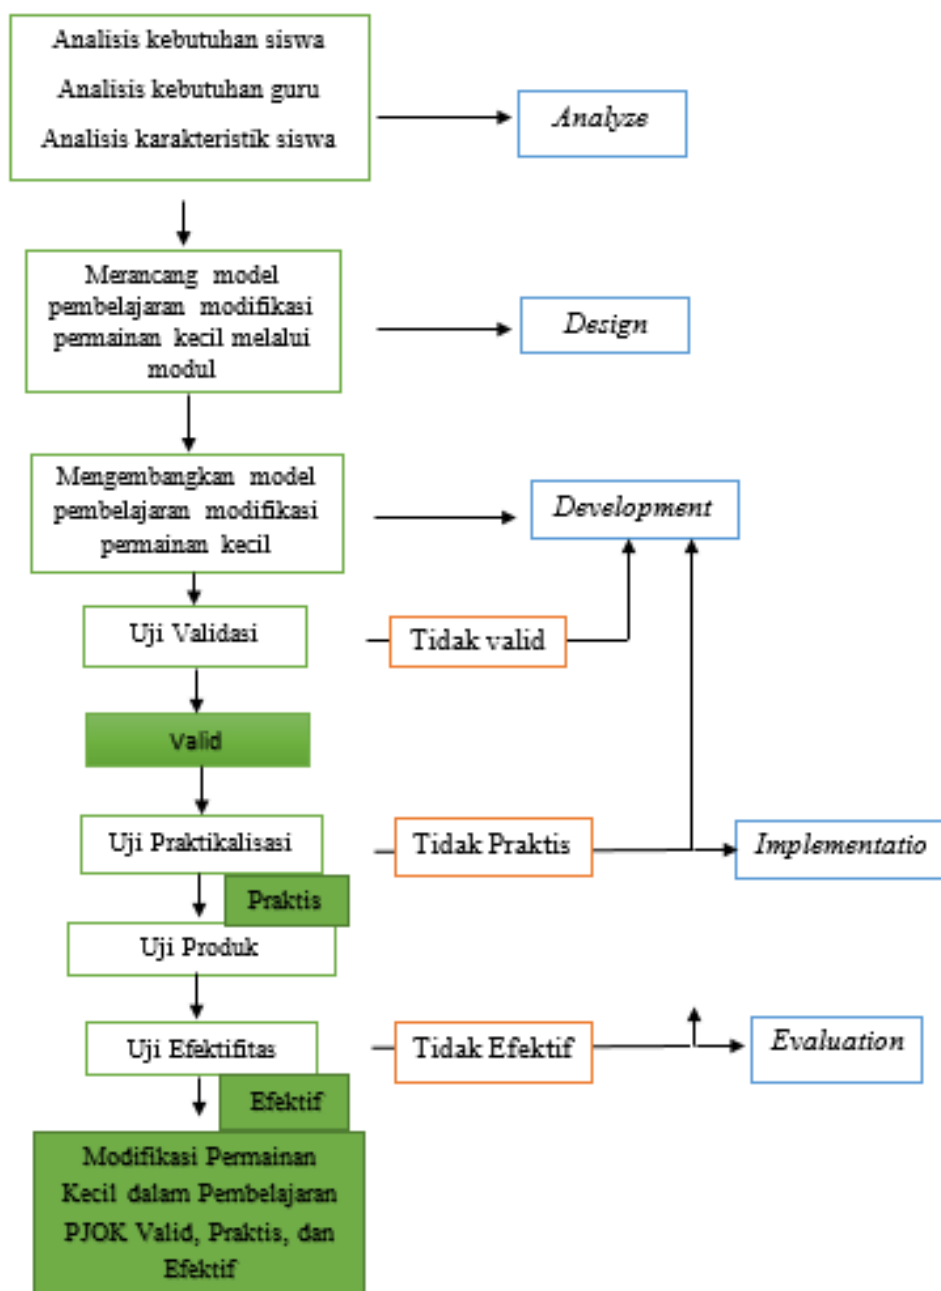 Analisis kebutuhan siswa
Analisis kebutuhan guru
Analisis karakteristik siswa
Analyze
Merancang model
pembelajaran modifikasi
permainan kecil melalui
modul
Design
Mengembangkan model
pembelajaran modifikasi
permainan kecil
Development
Uji Validasi
Tidak valid
Valid
Uji Praktikalisasi
Tidak Praktis
Implementatio
Praktis
Uji Produk
Uji Efektifitas
Tidak Efektif
Evaluation
Efektif
Modifikasi Permainan
Kecil dalam Pembelajaran
PJOK Valid, Praktis, dan
Efektif